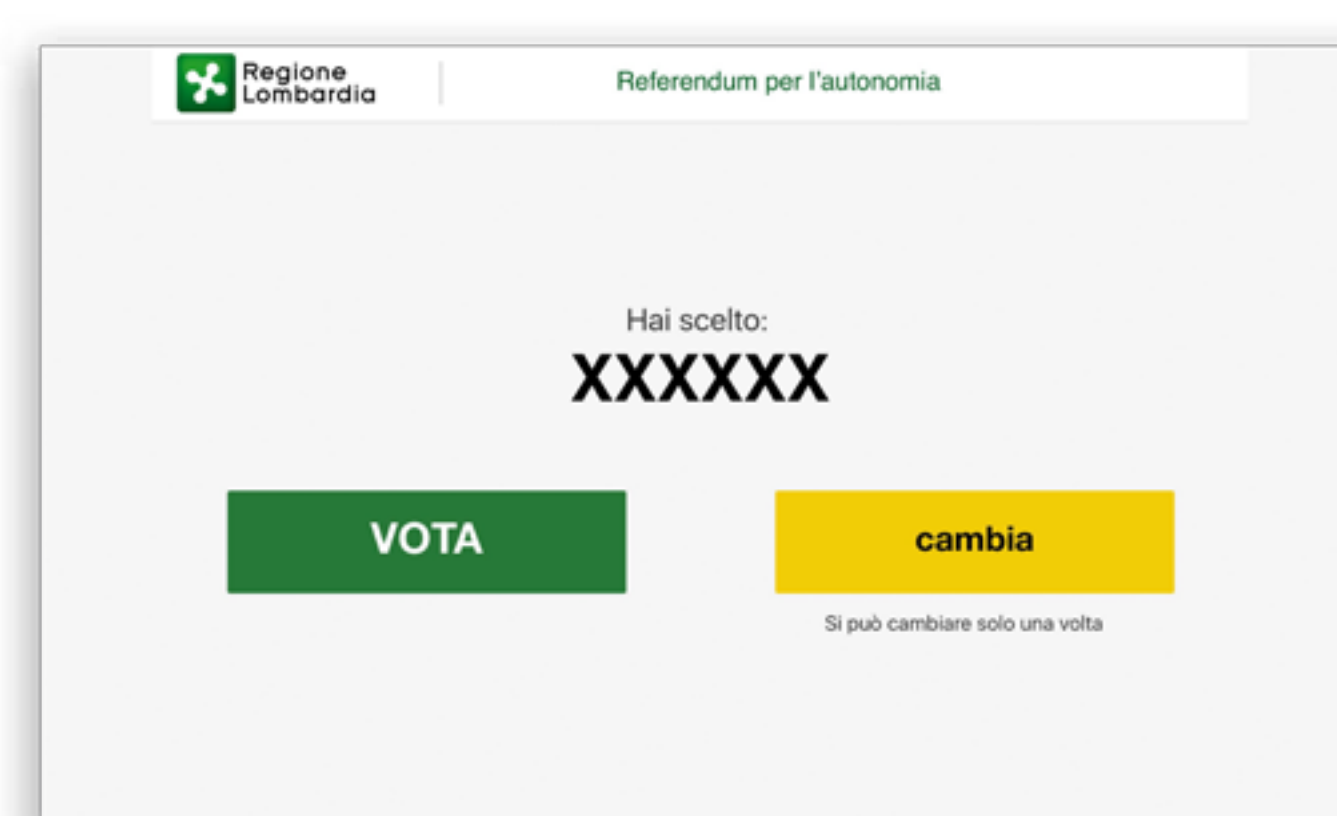 Regione
Lombardia
Referendum per l'autonomia
Hai scelto:
XXXXXX
VOTA
cambia
Si può cambiare solo una volta